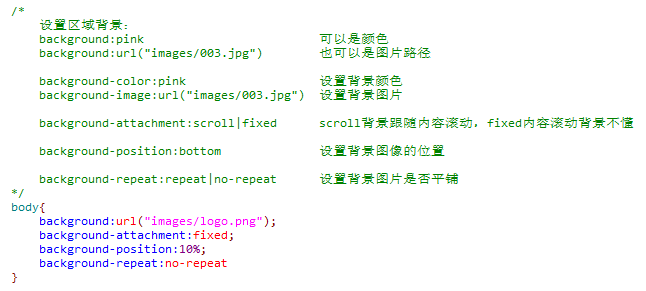 /*
设置区域背景：
background:pink 可以是颜色
background:url("images/003.jpg") 也可以是图片路径
background-color:pink 设置背景颜色
background-image:url("images/003.jpg") 设置背景图片
background-attachment:scroll|fixed scroll背景跟随内容滚动，fixed内容滚动背景不懂
background-position:bottom 设置背景图像的位置
background-repeat:repeat|no-repeat 设置背景图片是否平铺
*/
body{
background:url("images/logo.png");
background-attachment:fixed;
background-position:10%;
background-repeat:no-repeat
}